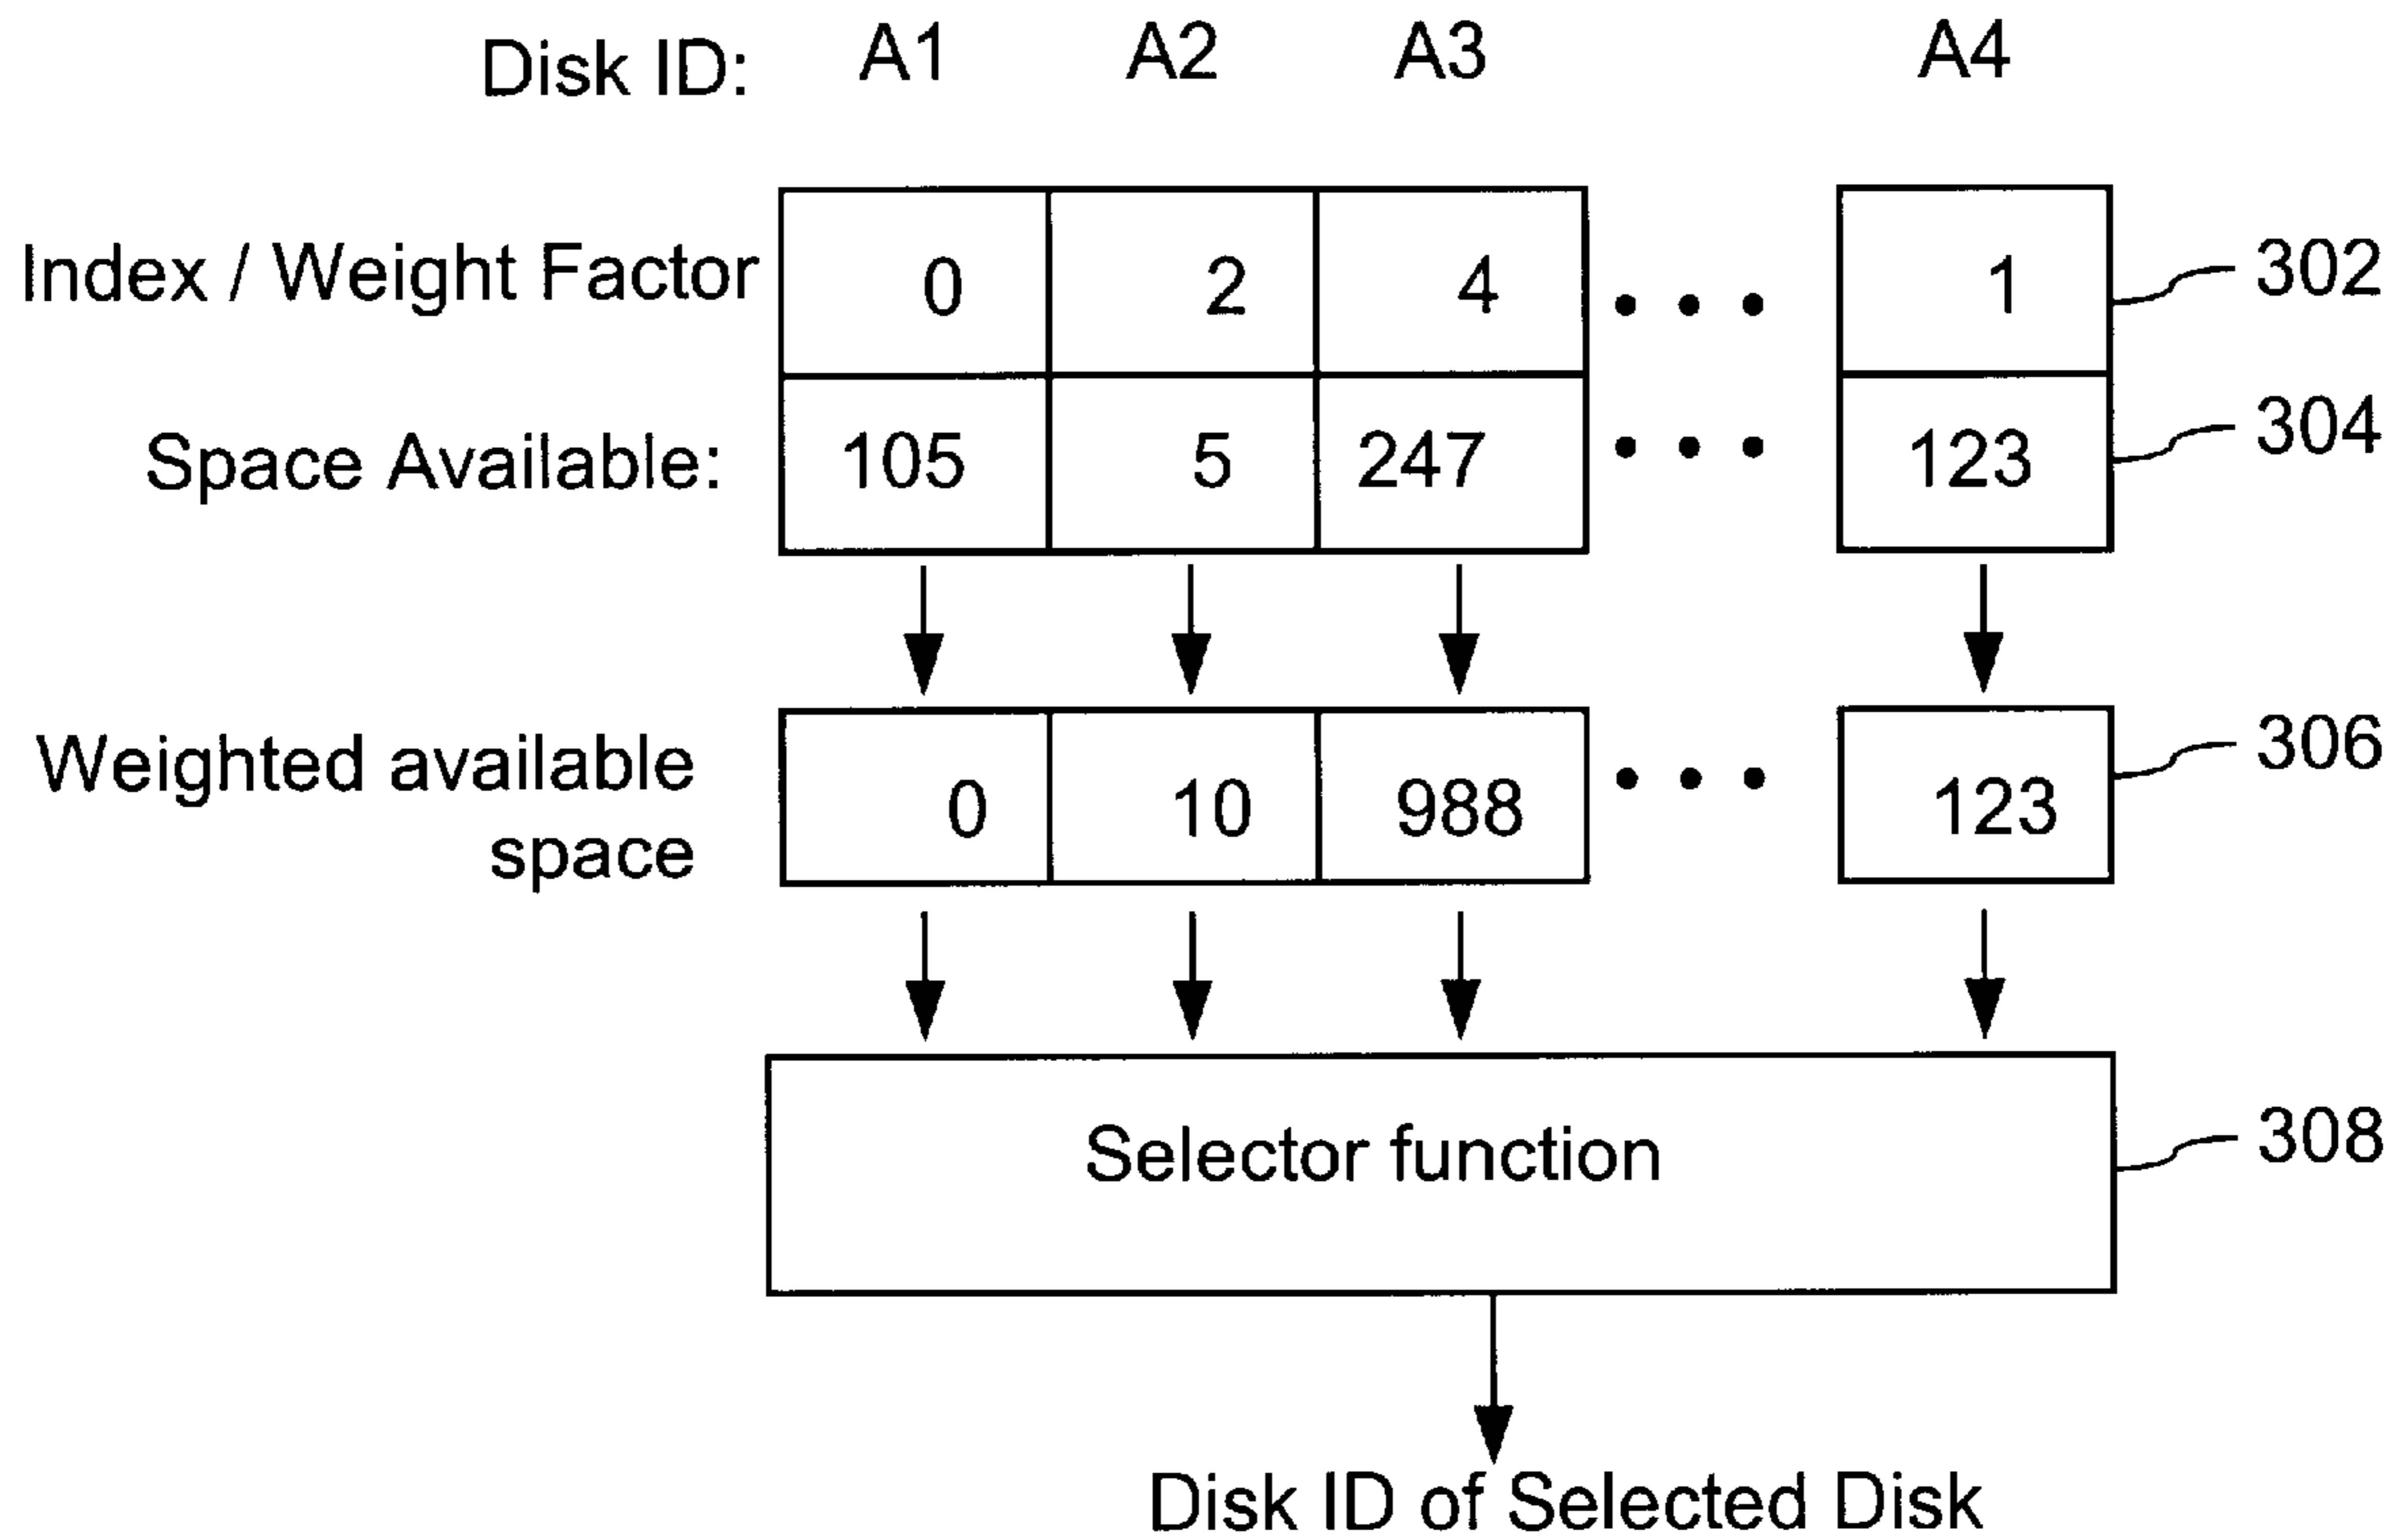 Disk ID: A1 A2 A3 A4
Index / Weight Factor 0 2 4 • • • 1 302
Space Available: 105 5 247 • • • 123 304
Weighted available space 0 10 988 • • • 123 306
Selector function 308
Disk ID of Selected Disk